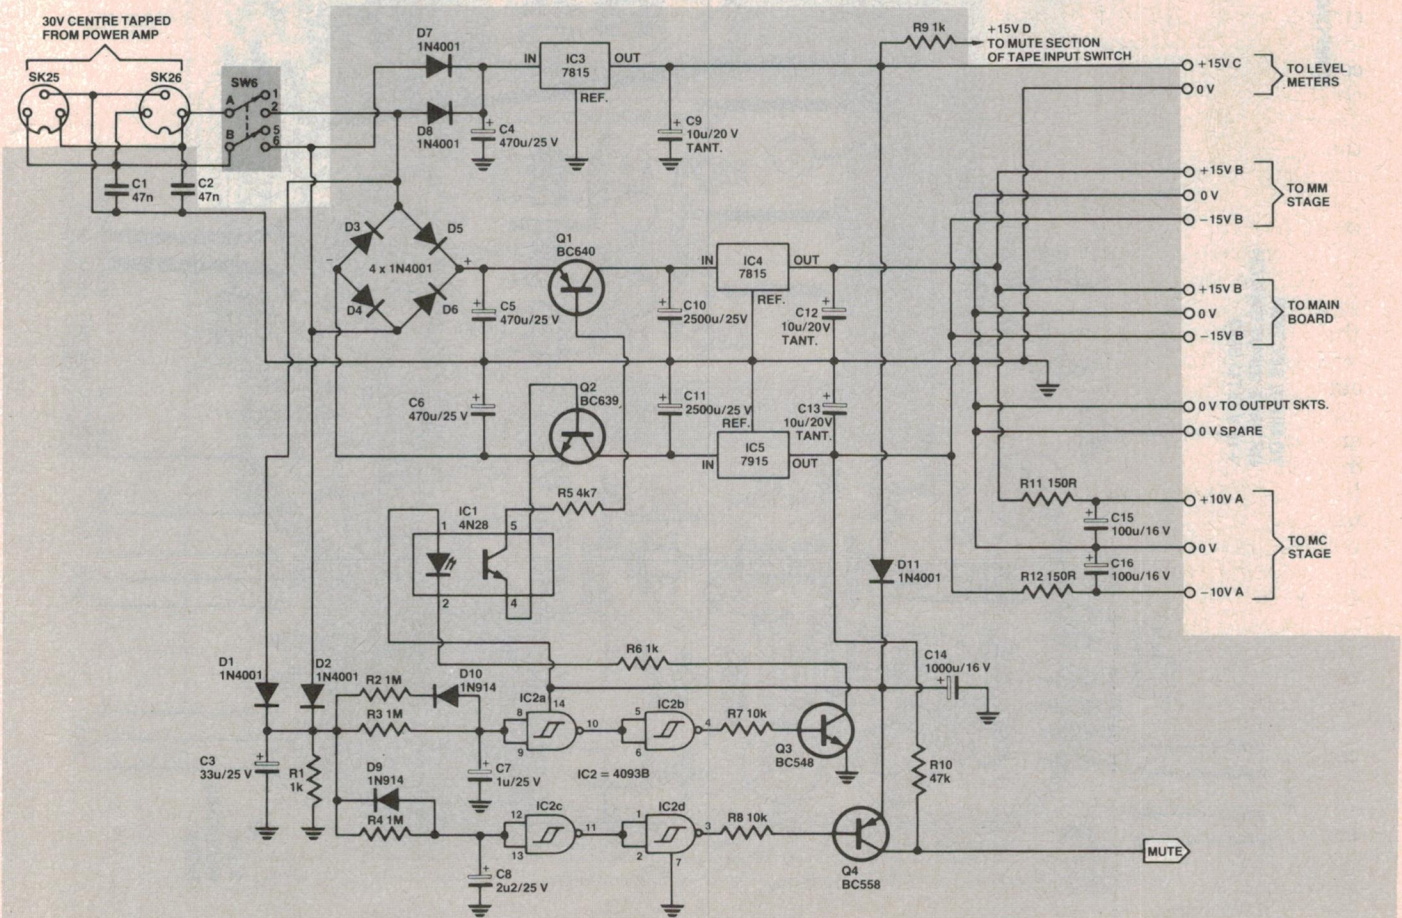 30V CENTRE TAPPED
FROM POWER AMP
SK25
SK26
SW6
A
B
1
2
5
6
C1
47n
C2
47n
D7
1N4001
D8
1N4001
IN
IC3
7815
OUT
REF.
+
C4
470u/25 V
+
C9
10u/20 V
TANT.
R9 1k
+15V D
TO MUTE SECTION
OF TAPE INPUT SWITCH
+15V C
0V
TO LEVEL
METERS
+15V B
0 V
−15V B
TO MM
STAGE
+15V B
0V
−15V B
TO MAIN
BOARD
0V TO OUTPUT SKTS.
0V SPARE
+10V A
0V
−10V A
TO MC
STAGE
D3
D5
−
+
4 x 1N4001
D4
D6
+
C5
470u/25 V
Q1
BC640
+
C10
2500u/25V
IN
IC4
7815
OUT
REF.
+
C12
10u/20V
TANT.
+
C6
470u/25 V
Q2
BC639
+
C11
2500u/25 V
REF.
+
C13
10u/20V
TANT.
IN
IC5
7915
OUT
R5 4k7
IC1
4N28
1
5
2
4
R11 150R
+
C15
100u/16 V
+
C16
100u/16 V
R12 150R
D11
1N4001
R6 1k
C14
1000u/16 V
+
D1
1N4001
D2
1N4001
R2 1M
D10
1N914
R3 1M
IC2a
14
8
9
10
IC2b
5
6
4
R7 10k
Q3
BC548
C3
33u/25 V
+
R1
1k
D9
1N914
R4 1M
+
C7
1u/25 V
IC2 = 4093B
R10
47k
IC2c
12
13
11
IC2d
1
2
3
7
R8 10k
Q4
BC558
MUTE
+
C8
2u2/25 V